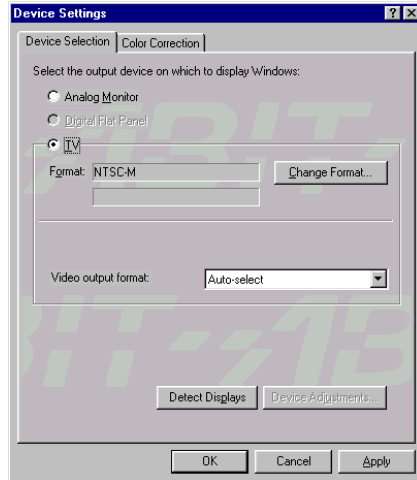 Device Settings
Device Selection
Color Correction
Select the output device on which to display Windows:
Analog Monitor
Digital Flat Panel
TV
Format: NTSC-M
Change Format...
Video output format: Auto-select
Detect Displays
Device Adjustments...
OK
Cancel
Apply
ABIT